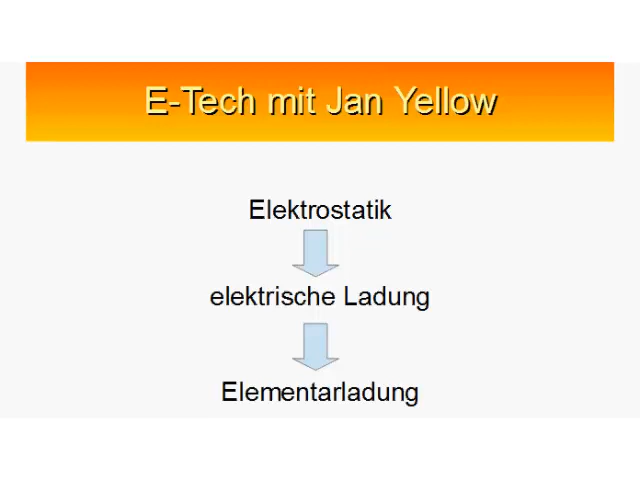 E-Tech mit Jan Yellow
Elektrostatik
elektrische Ladung
Elementarladung